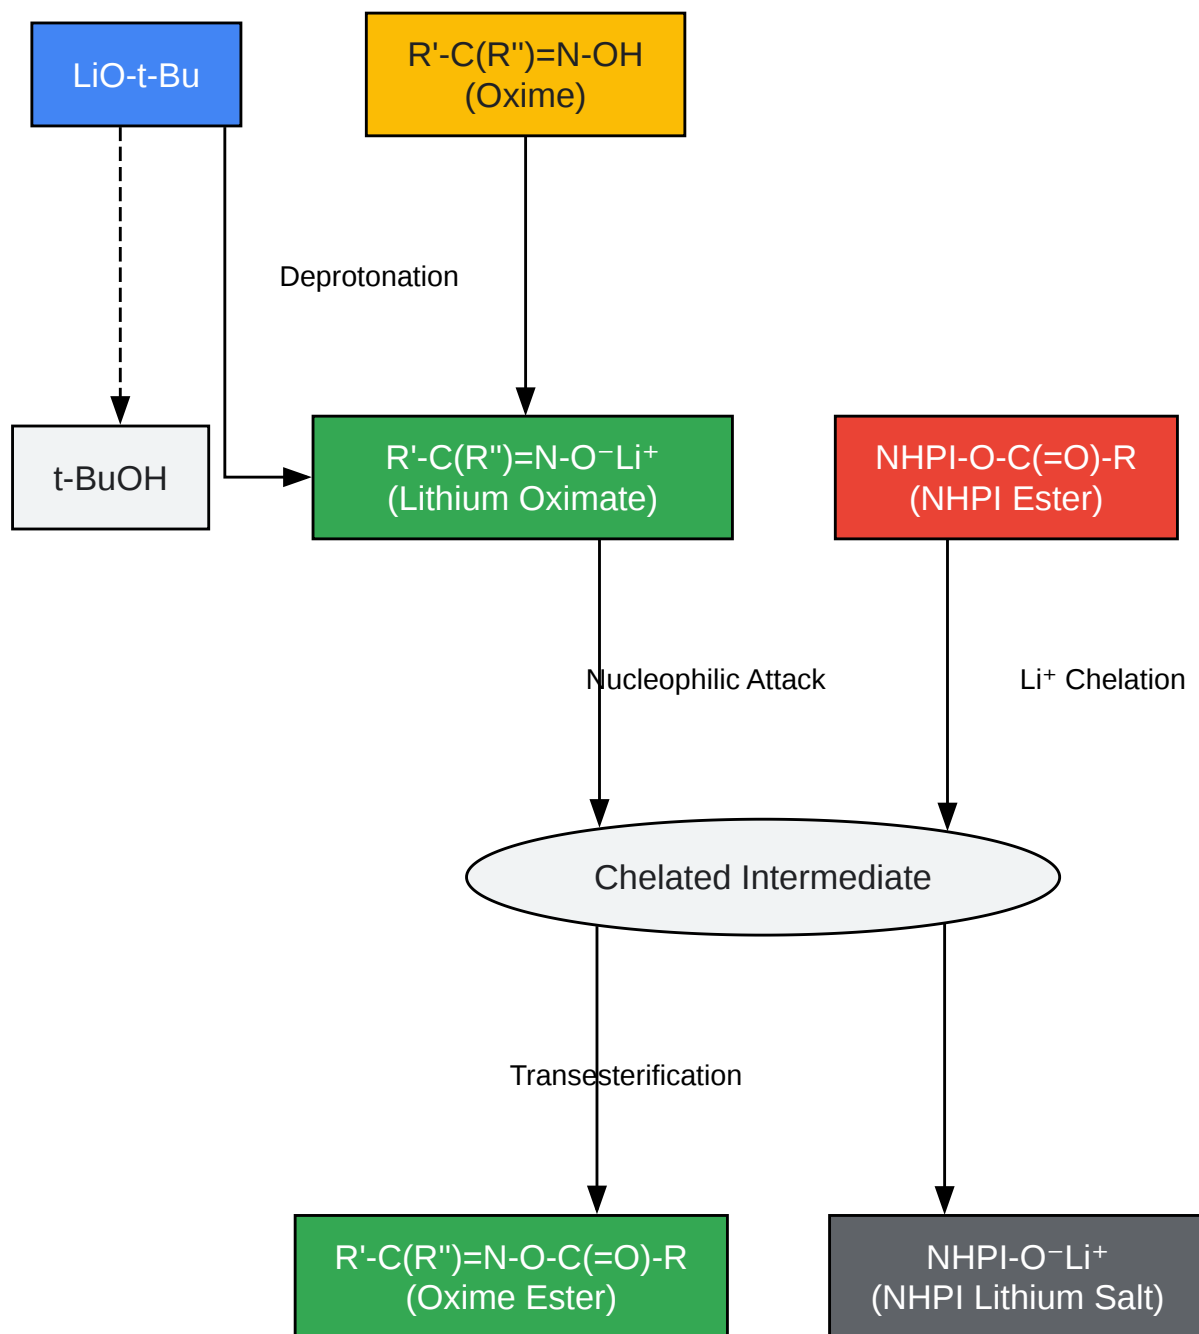 LiO-t-Bu
R'-C(R")=N-OH
(Oxime)
Deprotonation
t-BuOH
R'-C(R")=N-O⁻Li⁺
(Lithium Oximate)
NHPI-O-C(=O)-R
(NHPI Ester)
Nucleophilic Attack
Li⁺ Chelation
Chelated Intermediate
Transesterification
R'-C(R")=N-O-C(=O)-R
(Oxime Ester)
NHPI-O⁻Li⁺
(NHPI Lithium Salt)